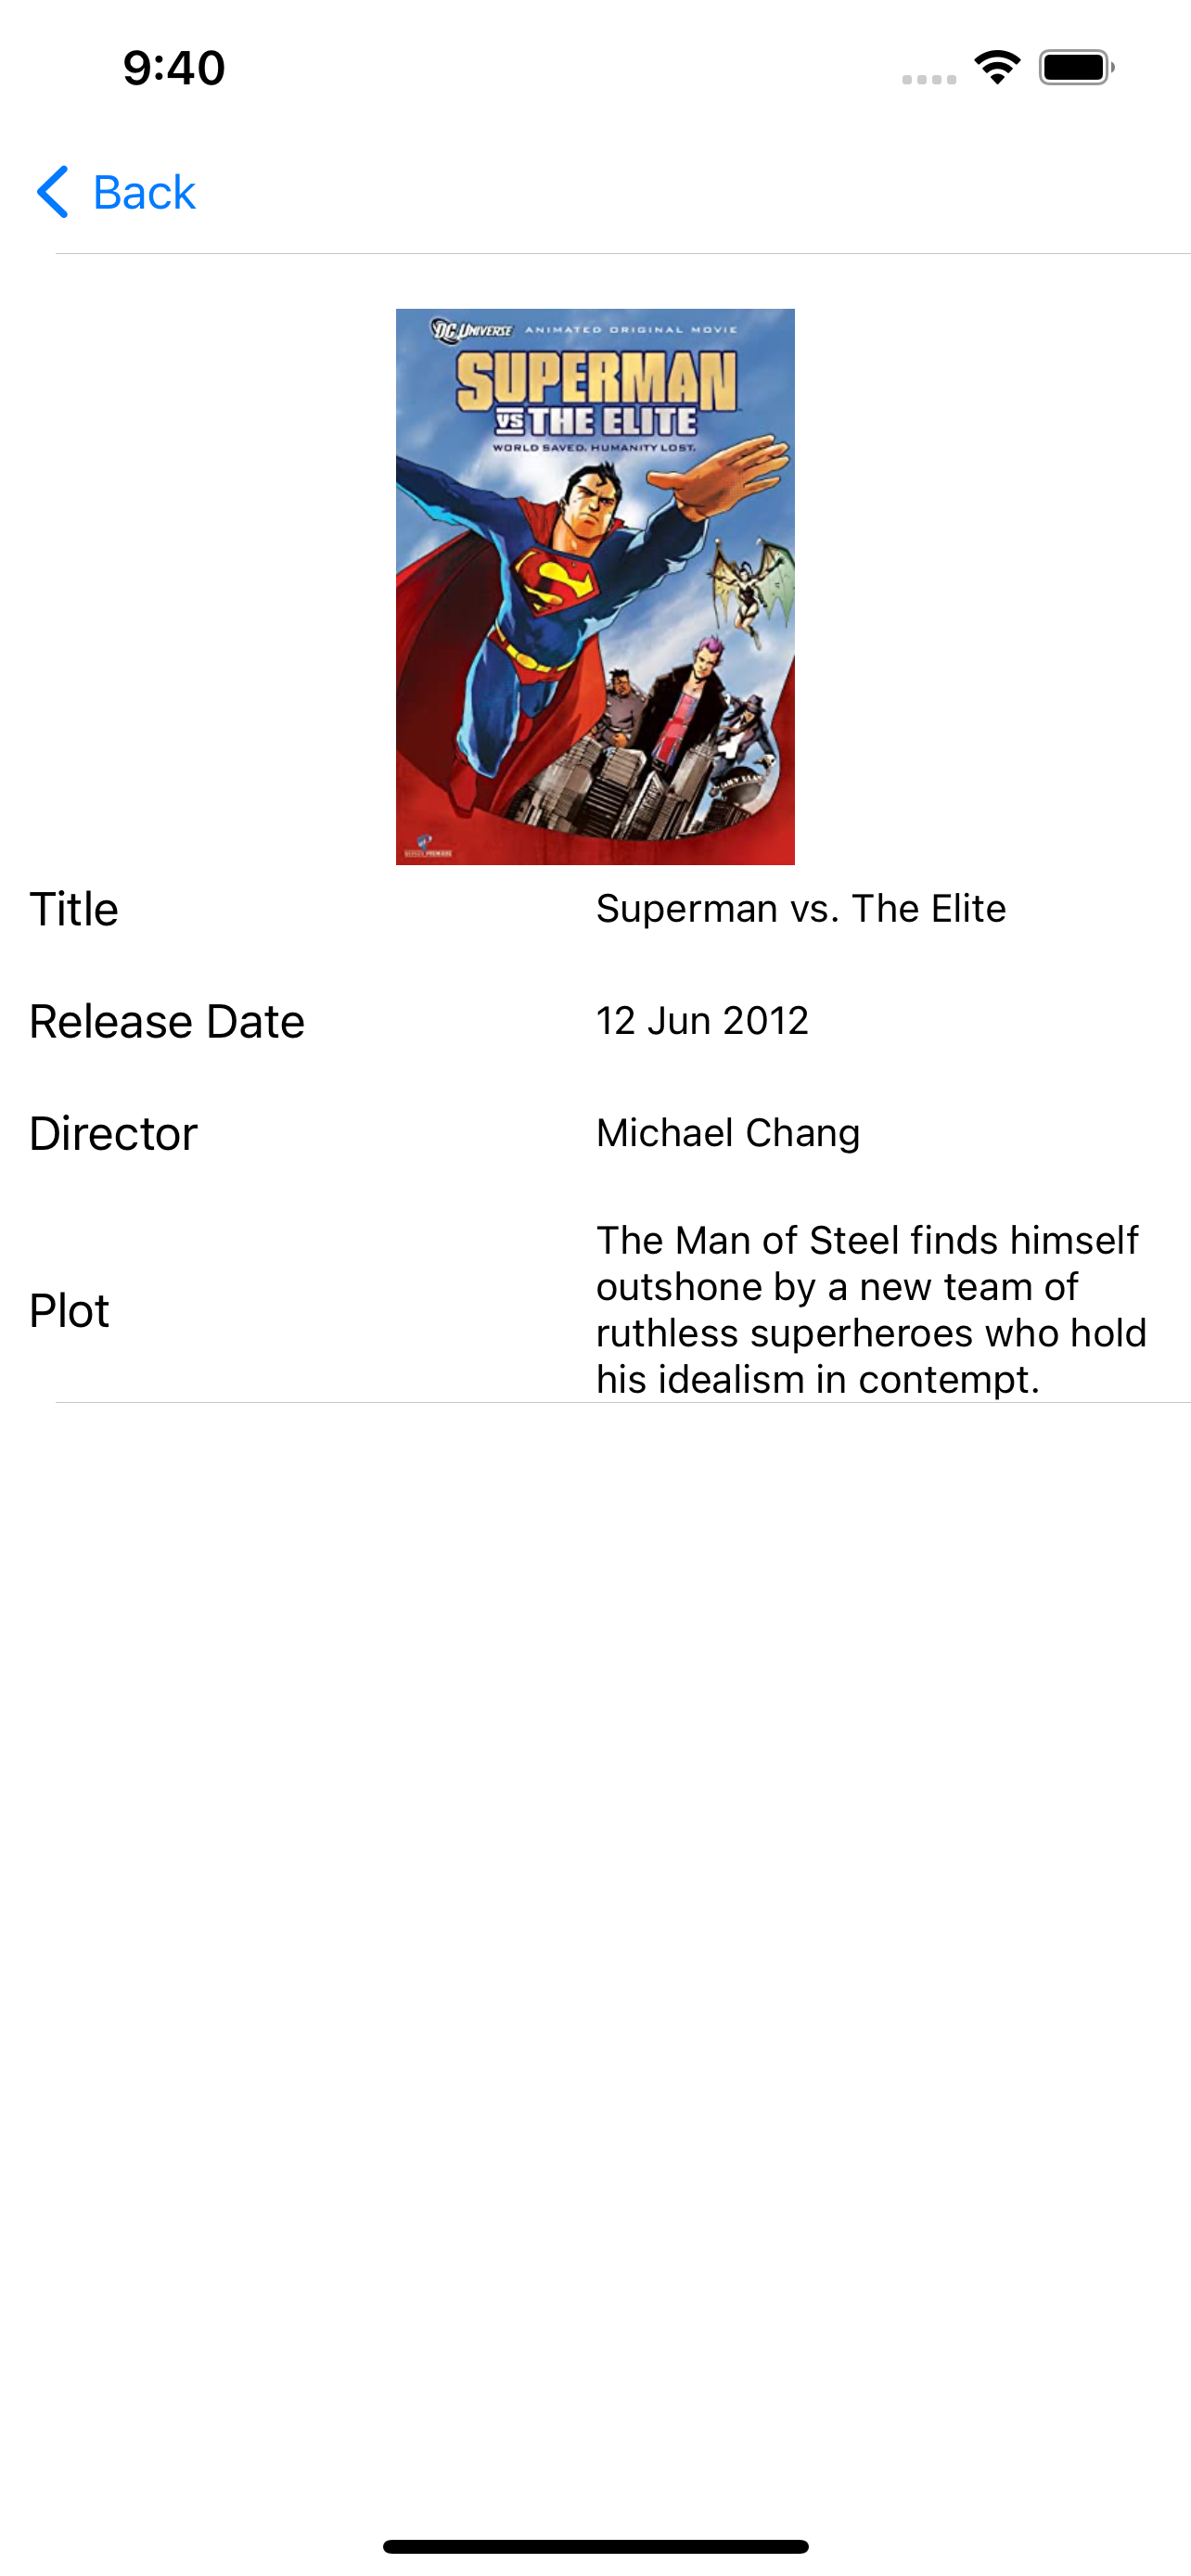 9:40
Back
DC UNIVERSE ANIMATED ORIGINAL MOVIE
SUPERMAN
VS THE ELITE
WORLD SAVED. HUMANITY LOST.
Title
Superman vs. The Elite
Release Date
12 Jun 2012
Director
Michael Chang
Plot
The Man of Steel finds himself
outshone by a new team of
ruthless superheroes who hold
his idealism in contempt.